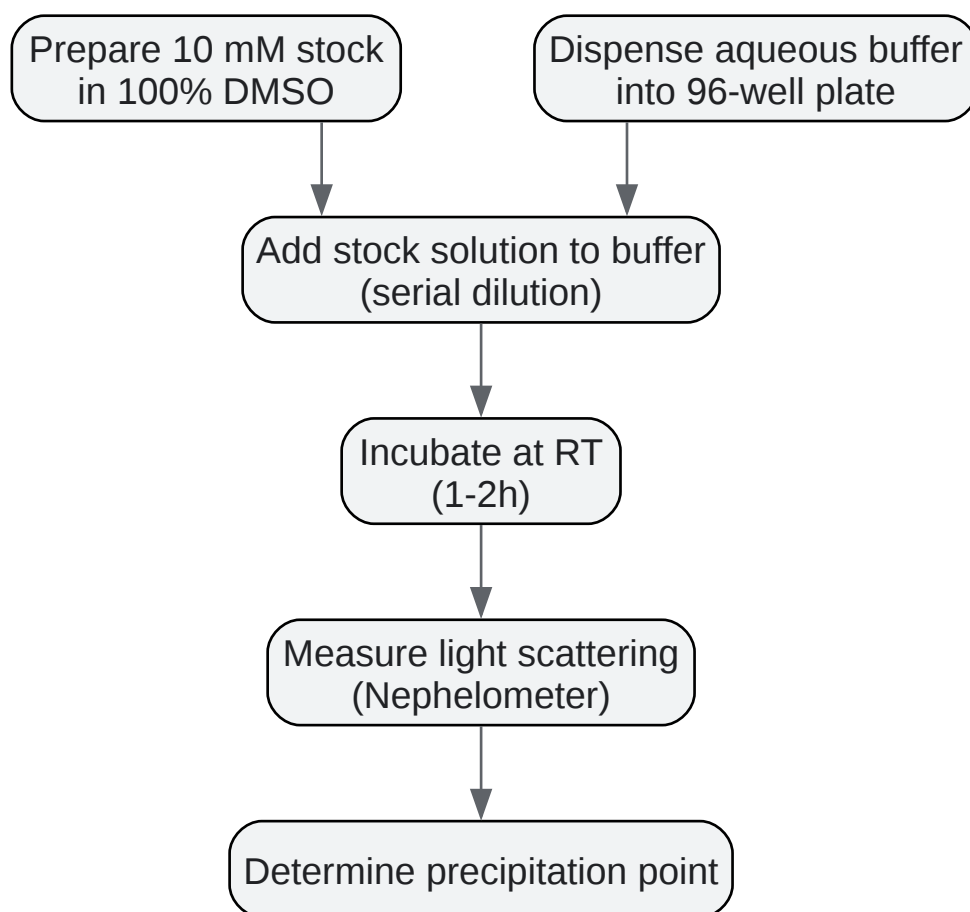 Prepare 10 mM stock
in 100% DMSO
Dispense aqueous buffer
into 96-well plate
Add stock solution to buffer
(serial dilution)
Incubate at RT
(1-2h)
Measure light scattering
(Nephelometer)
Determine precipitation point